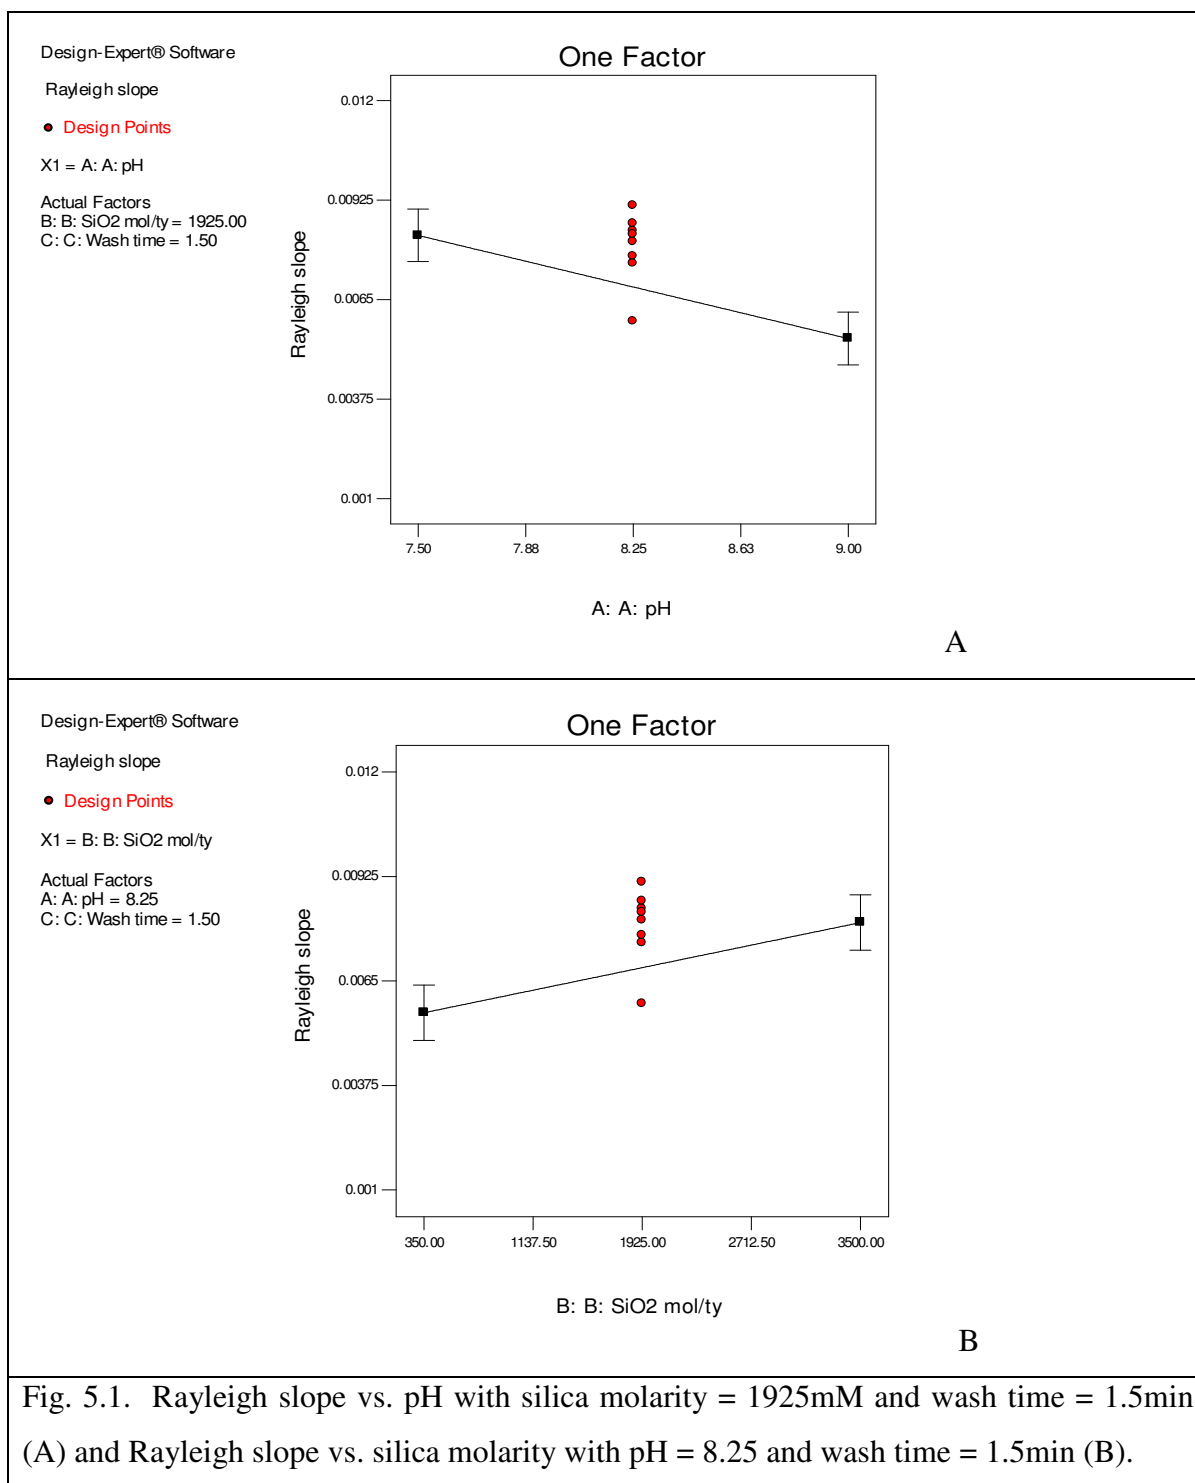 Design-Expert® Software
Rayleigh slope
Design Points
X1 = A: A: pH
Actual Factors
B: B: SiO2 mol/ty = 1925.00
C: C: Wash time = 1.50
One Factor
Rayleigh slope
0.012
0.00925
0.0065
0.00375
0.001
7.50 7.88 8.25 8.63 9.00
A: A: pH
A
Design-Expert® Software
Rayleigh slope
Design Points
X1 = B: B: SiO2 mol/ty
Actual Factors
A: A: pH = 8.25
C: C: Wash time = 1.50
One Factor
Rayleigh slope
0.012
0.00925
0.0065
0.00375
0.001
350.00 1137.50 1925.00 2712.50 3500.00
B: B: SiO2 mol/ty
B
Fig. 5.1. Rayleigh slope vs. pH with silica molarity = 1925mM and wash time = 1.5min
(A) and Rayleigh slope vs. silica molarity with pH = 8.25 and wash time = 1.5min (B).